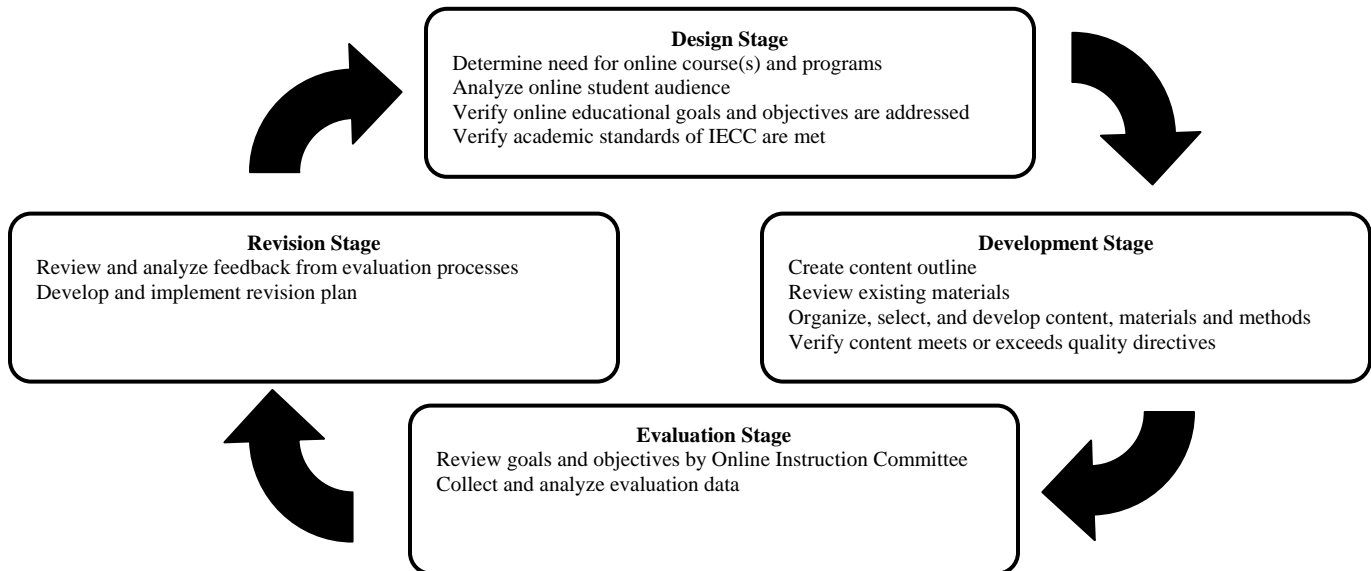 Design Stage
Determine need for online course(s) and programs
Analyze online student audience
Verify online educational goals and objectives are addressed
Verify academic standards of IECC are met
Revision Stage
Review and analyze feedback from evaluation processes
Develop and implement revision plan
Development Stage
Create content outline
Review existing materials
Organize, select, and develop content, materials and methods
Verify content meets or exceeds quality directives
Evaluation Stage
Review goals and objectives by Online Instruction Committee
Collect and analyze evaluation data